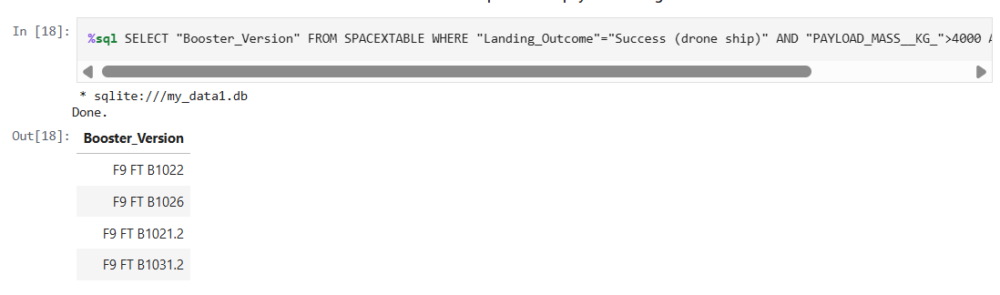 In [18]:
%sql SELECT "Booster_Version" FROM SPACEXTABLE WHERE "Landing_Outcome"="Success (drone ship)" AND "PAYLOAD_MASS__KG_">4000
* sqlite:///my_data1.db
Done.
Out[18]:
Booster_Version
F9 FT B1022
F9 FT B1026
F9 FT B1021.2
F9 FT B1031.2